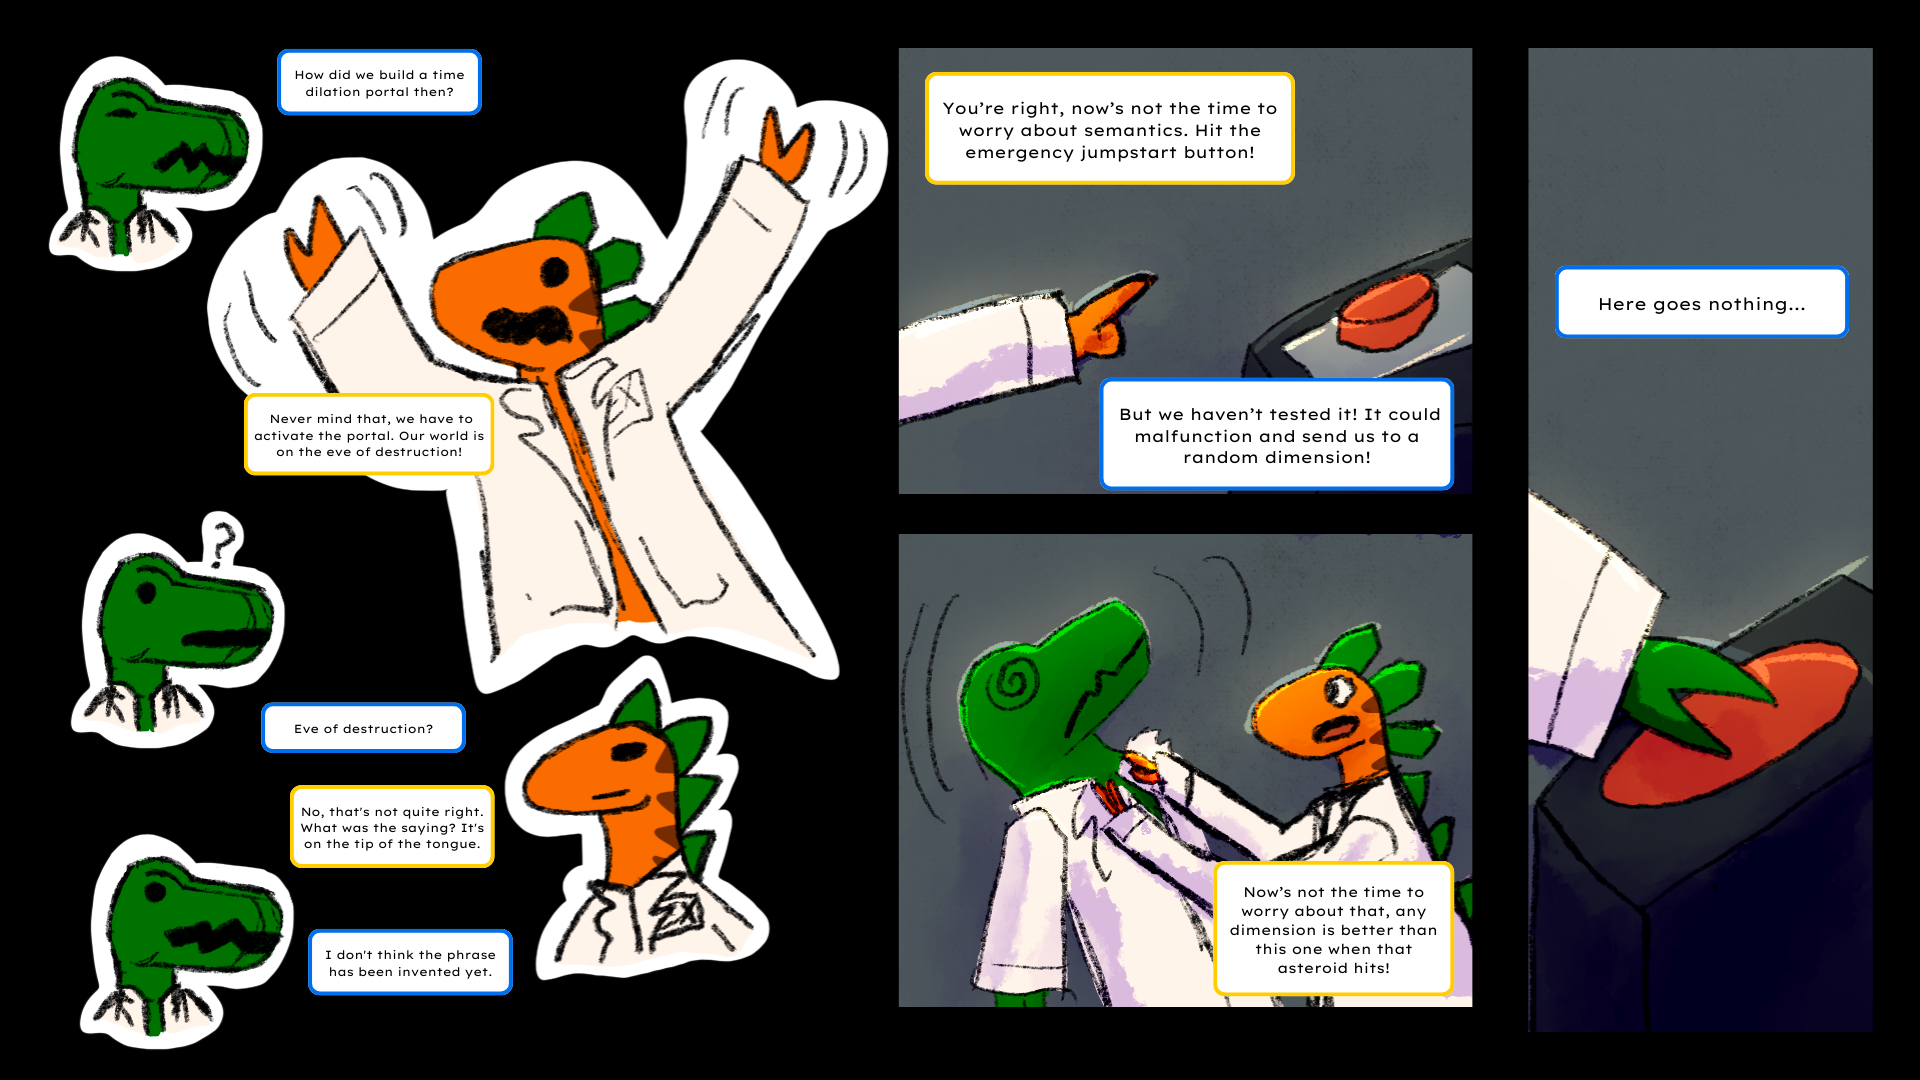 How did we build a time
dilation portal then?
Never mind that, we have to
activate the portal. Our world is
on the eve of destruction!
?
Eve of destruction?
No, that's not quite right.
What was the saying? It's
on the tip of the tongue.
I don't think the phrase
has been invented yet.
You’re right, now’s not the time to
worry about semantics. Hit the
emergency jumpstart button!
But we haven’t tested it! It could
malfunction and send us to a
random dimension!
Now’s not the time to
worry about that, any
dimension is better than
this one when that
asteroid hits!
Here goes nothing...